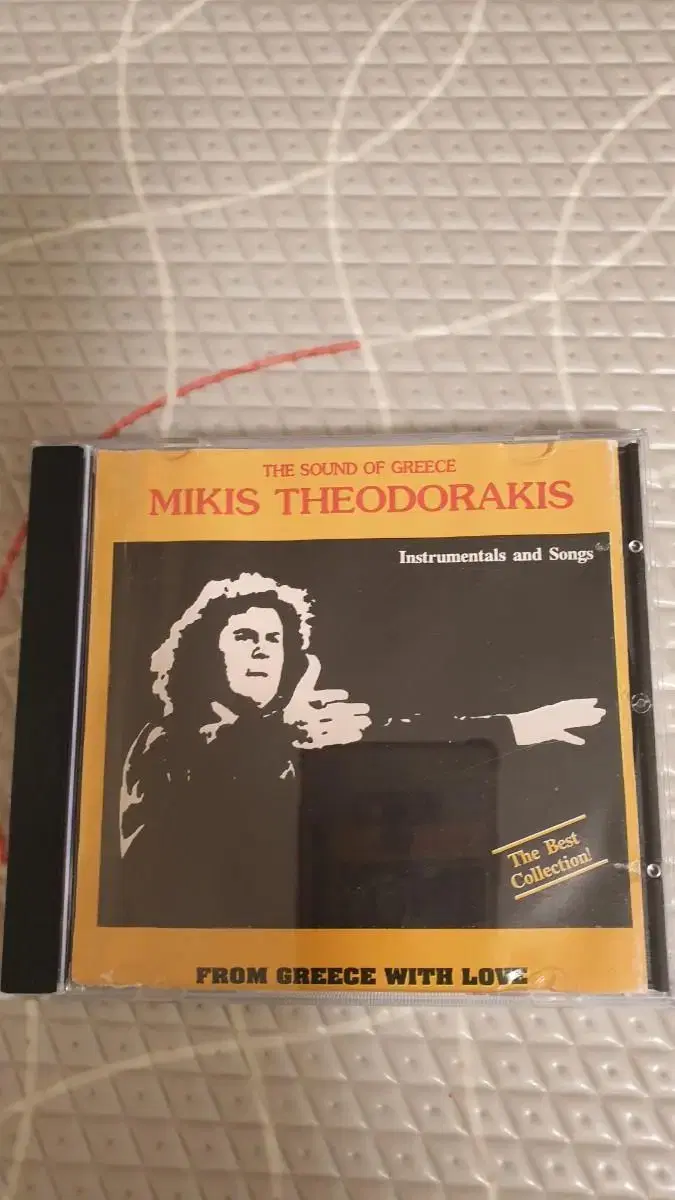 THE SOUND OF GREECE
MIKIS THEODORAKIS
Instrumentals and Songs
The Best
Collection!
FROM GREECE WITH LOVE